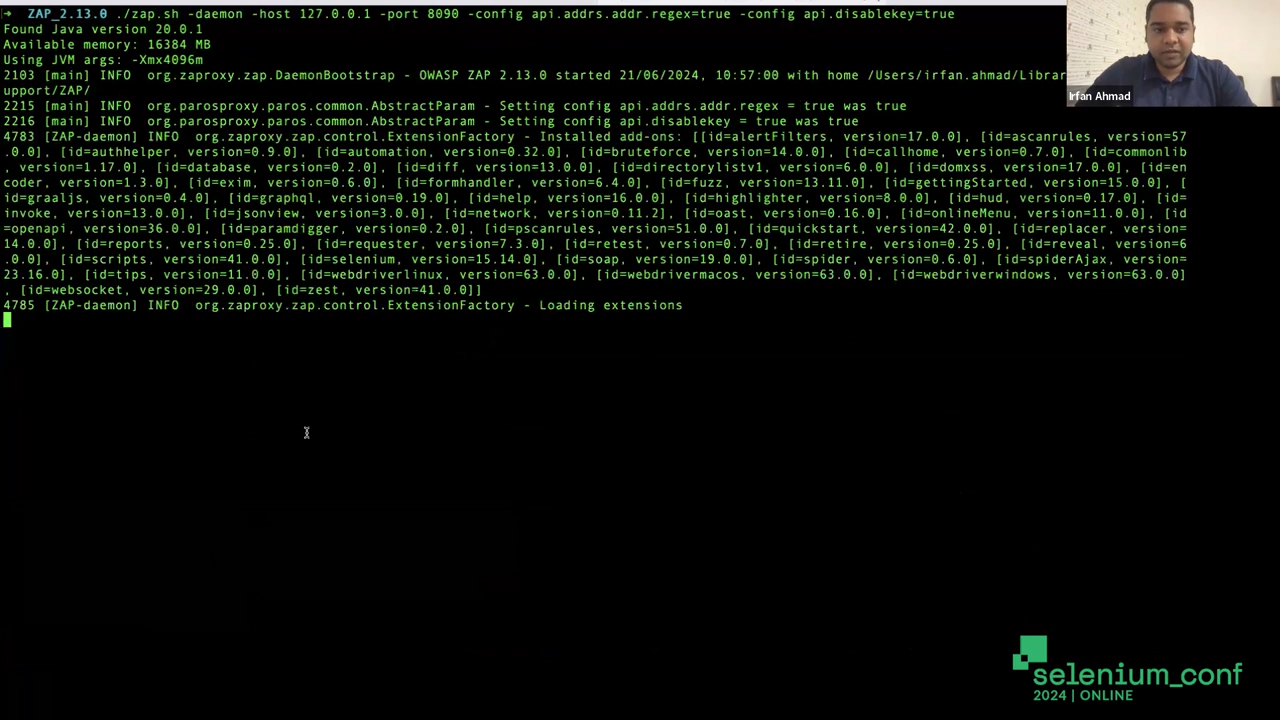 ➜  ZAP_2.13.0 ./zap.sh -daemon -host 127.0.0.1 -port 8090 -config api.addrs.addr.regex=true -config api.disablekey=true
Found Java version 20.0.1
Available memory: 16384 MB
Using JVM args: -Xmx4096m
2103 [main] INFO  org.zaproxy.zap.DaemonBootstrap - OWASP ZAP 2.13.0 started 21/06/2024, 10:57:00 with home /Users/irfan.ahmad/Librar
upport/ZAP/
2215 [main] INFO  org.parosproxy.paros.common.AbstractParam - Setting config api.addrs.addr.regex = true was true
2216 [main] INFO  org.parosproxy.paros.common.AbstractParam - Setting config api.disablekey = true was true
4783 [ZAP-daemon] INFO  org.zaproxy.zap.control.ExtensionFactory - Installed add-ons: [[id=alertFilters, version=17.0.0], [id=ascanrules, version=57
.0.0], [id=authhelper, version=0.9.0], [id=automation, version=0.32.0], [id=bruteforce, version=14.0.0], [id=callhome, version=0.7.0], [id=commonlib
, version=1.17.0], [id=database, version=0.2.0], [id=diff, version=13.0.0], [id=directorylistv1, version=6.0.0], [id=domxss, version=17.0.0], [id=en
coder, version=1.3.0], [id=exim, version=0.6.0], [id=formhandler, version=6.4.0], [id=fuzz, version=13.11.0], [id=gettingStarted, version=15.0.0], [
id=graaljs, version=0.4.0], [id=graphql, version=0.19.0], [id=help, version=16.0.0], [id=highlighter, version=8.0.0], [id=hud, version=0.17.0], [id=
invoke, version=13.0.0], [id=jsonview, version=3.0.0], [id=network, version=0.11.2], [id=oast, version=0.16.0], [id=onlineMenu, version=11.0.0], [id
=openapi, version=36.0.0], [id=paramdigger, version=0.2.0], [id=pscanrules, version=51.0.0], [id=quickstart, version=42.0.0], [id=replacer, version=
14.0.0], [id=reports, version=0.25.0], [id=requester, version=7.3.0], [id=retest, version=0.7.0], [id=retire, version=0.25.0], [id=reveal, version=6
.0.0], [id=scripts, version=41.0.0], [id=selenium, version=15.14.0], [id=soap, version=19.0.0], [id=spider, version=0.6.0], [id=spiderAjax, version=
23.16.0], [id=tips, version=11.0.0], [id=webdriverlinux, version=63.0.0], [id=webdrivermacos, version=63.0.0], [id=webdriverwindows, version=63.0.0]
, [id=websocket, version=29.0.0], [id=zest, version=41.0.0]]
4785 [ZAP-daemon] INFO  org.zaproxy.zap.control.ExtensionFactory - Loading extensions
Irfan Ahmad
selenium_conf
2024 | ONLINE